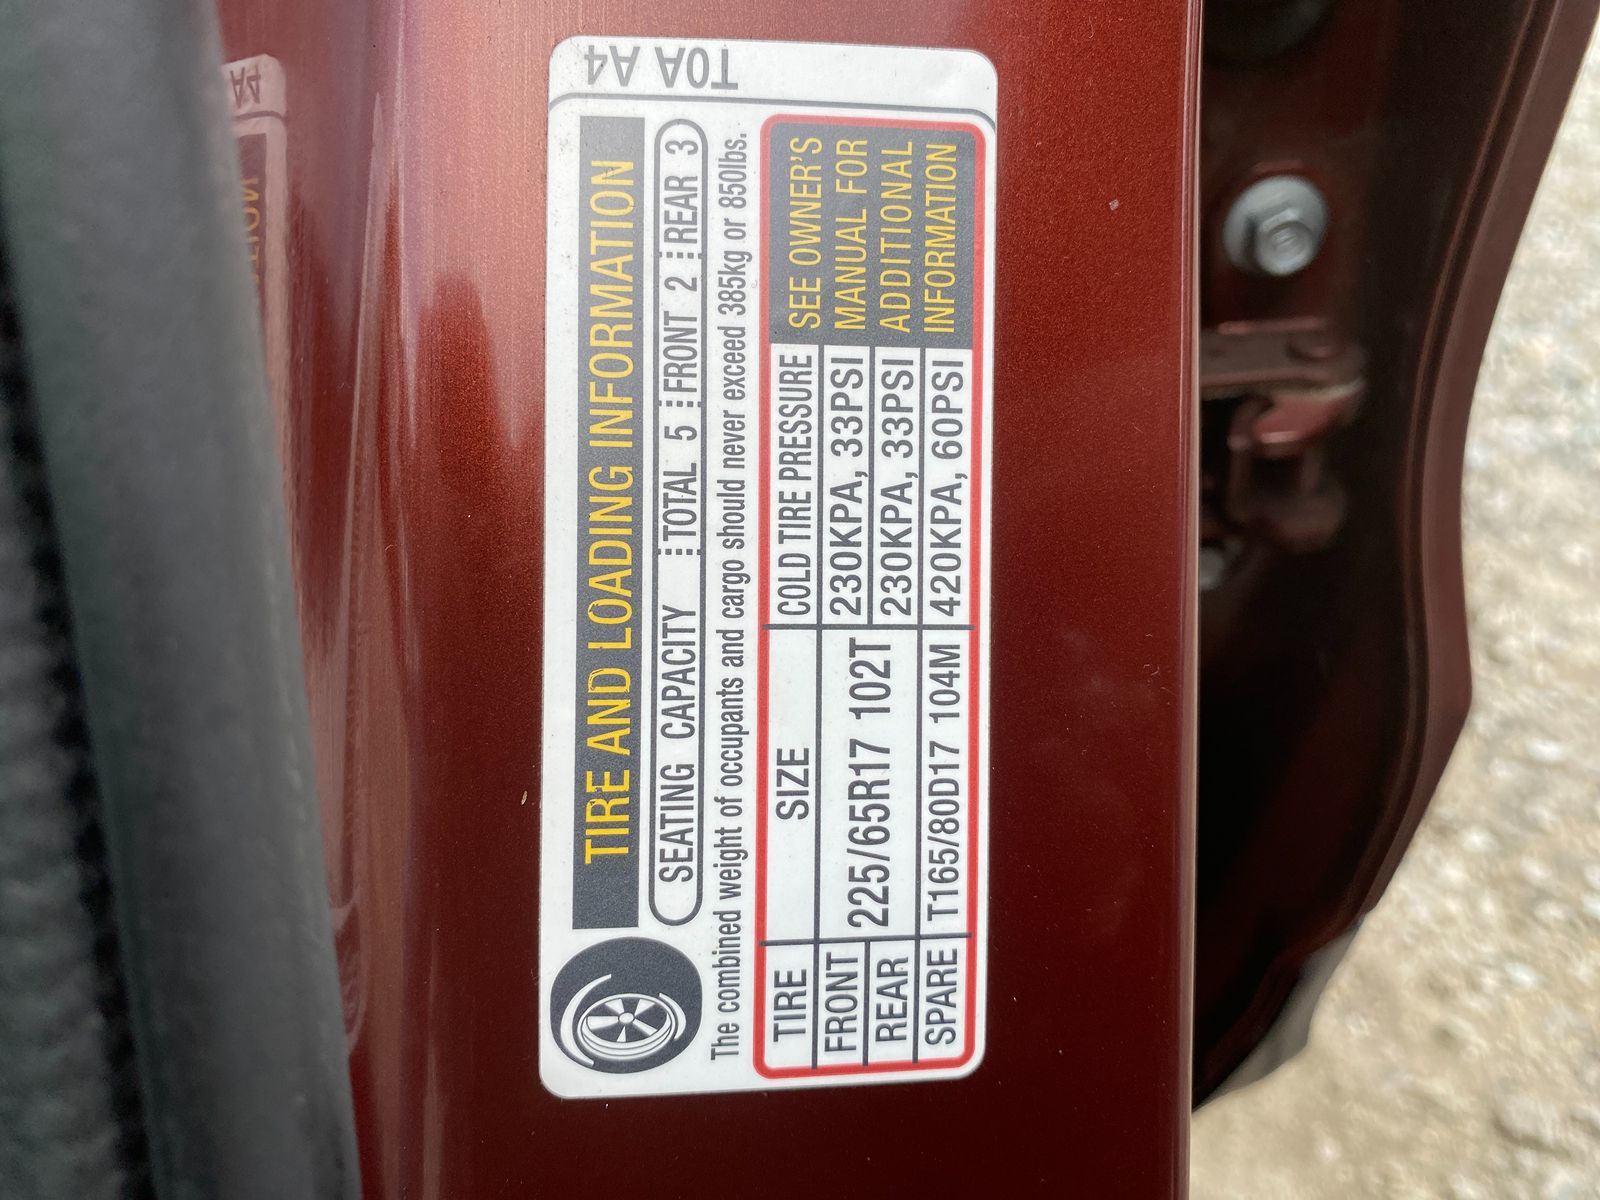 T0A A4
TIRE AND LOADING INFORMATION
SEATING CAPACITY TOTAL 5 FRONT 2 REAR 3
The combined weight of occupants and cargo should never exceed 385kg or 850lbs.
TIRE SIZE COLD TIRE PRESSURE
FRONT 225/65R17 102T 230KPA, 33PSI
REAR 230KPA, 33PSI
SPARE T165/80D17 104M 420KPA, 60PSI
SEE OWNER'S
MANUAL FOR
ADDITIONAL
INFORMATION
A4